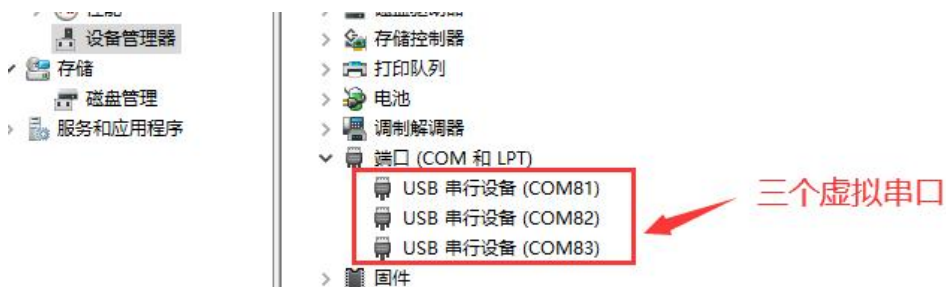 设备管理器
存储
磁盘管理
服务和应用程序
存储控制器
打印队列
电池
调制解调器
端口 (COM 和 LPT)
USB 串行设备 (COM81)
USB 串行设备 (COM82)
USB 串行设备 (COM83)
固件
三个虚拟串口